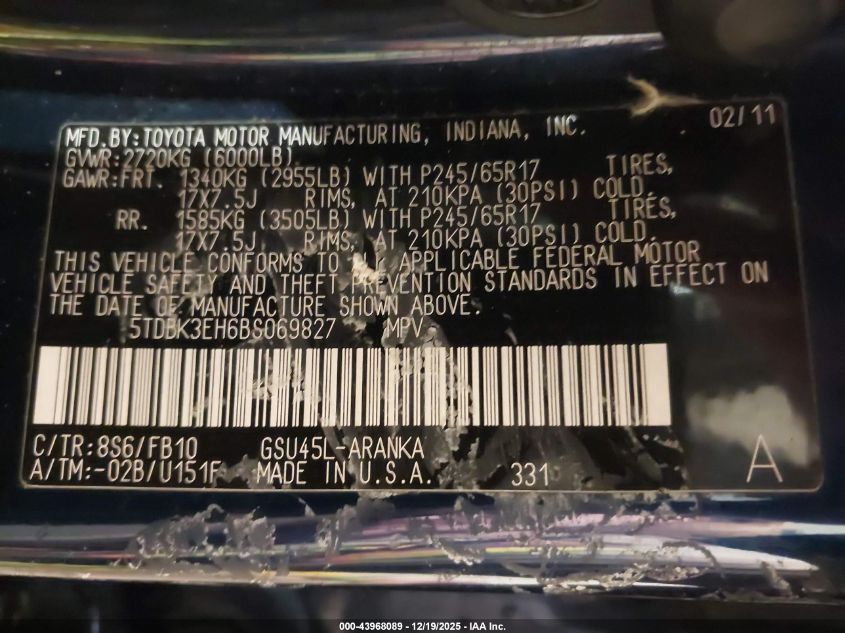 02/11
MFD. BY: TOYOTA MOTOR MANUFACTURING, INDIANA, INC.
GVWR: 2720KG (6000LB)
GAWR: FRT. 1340KG (2955LB) WITH P245/65R17 TIRES,
17X7.5J RIMS, AT 210KPA (30PSI) COLD.
RR. 1585KG (3505LB) WITH P245/65R17 TIRES,
17X7.5J RIMS, AT 210KPA (30PSI) COLD.
THIS VEHICLE CONFORMS TO APPLICABLE FEDERAL MOTOR
VEHICLE SAFETY AND THEFT PREVENTION STANDARDS IN EFFECT ON
THE DATE OF MANUFACTURE SHOWN ABOVE.
5TDBK3EH6BS069827 MPV
C/TR: 8S6/FB10 GSU45L-ARANKA
A/TM: -02B/U151F MADE IN U.S.A. 331 A
000-43968089 - 12/19/2025 - IAA Inc.